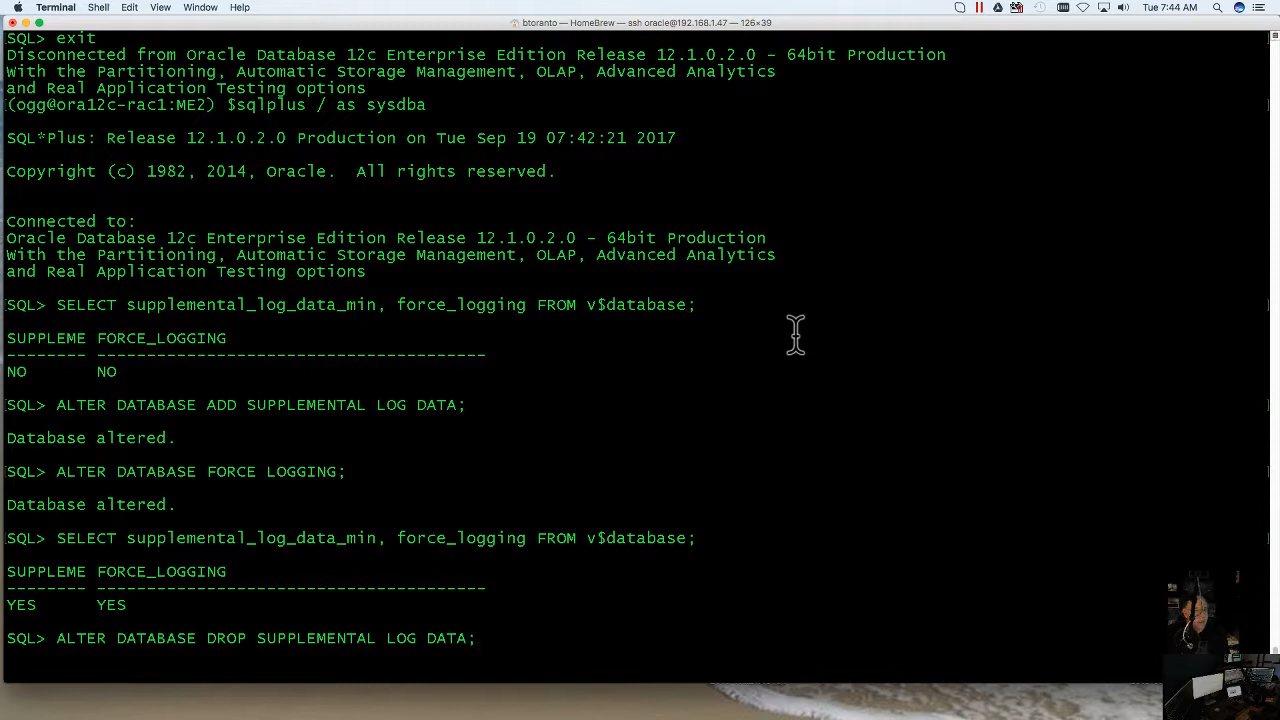 Terminal Shell Edit View Window Help Tue 7:44 AM
btoranto — HomeBrew — ssh oracle@192.168.1.47 — 126×39
SQL> exit
Disconnected from Oracle Database 12c Enterprise Edition Release 12.1.0.2.0 - 64bit Production
With the Partitioning, Automatic Storage Management, OLAP, Advanced Analytics
and Real Application Testing options
(ogg@ora12c-rac1:ME2) $sqlplus / as sysdba
SQL*Plus: Release 12.1.0.2.0 Production on Tue Sep 19 07:42:21 2017
Copyright (c) 1982, 2014, Oracle.  All rights reserved.
Connected to:
Oracle Database 12c Enterprise Edition Release 12.1.0.2.0 - 64bit Production
With the Partitioning, Automatic Storage Management, OLAP, Advanced Analytics
and Real Application Testing options
SQL> SELECT supplemental_log_data_min, force_logging FROM v$database;
SUPPLEME FORCE_LOGGING
-------- ---------------------------------------
NO       NO
SQL> ALTER DATABASE ADD SUPPLEMENTAL LOG DATA;
Database altered.
SQL> ALTER DATABASE FORCE LOGGING;
Database altered.
SQL> SELECT supplemental_log_data_min, force_logging FROM v$database;
SUPPLEME FORCE_LOGGING
-------- ---------------------------------------
YES      YES
SQL> ALTER DATABASE DROP SUPPLEMENTAL LOG DATA;